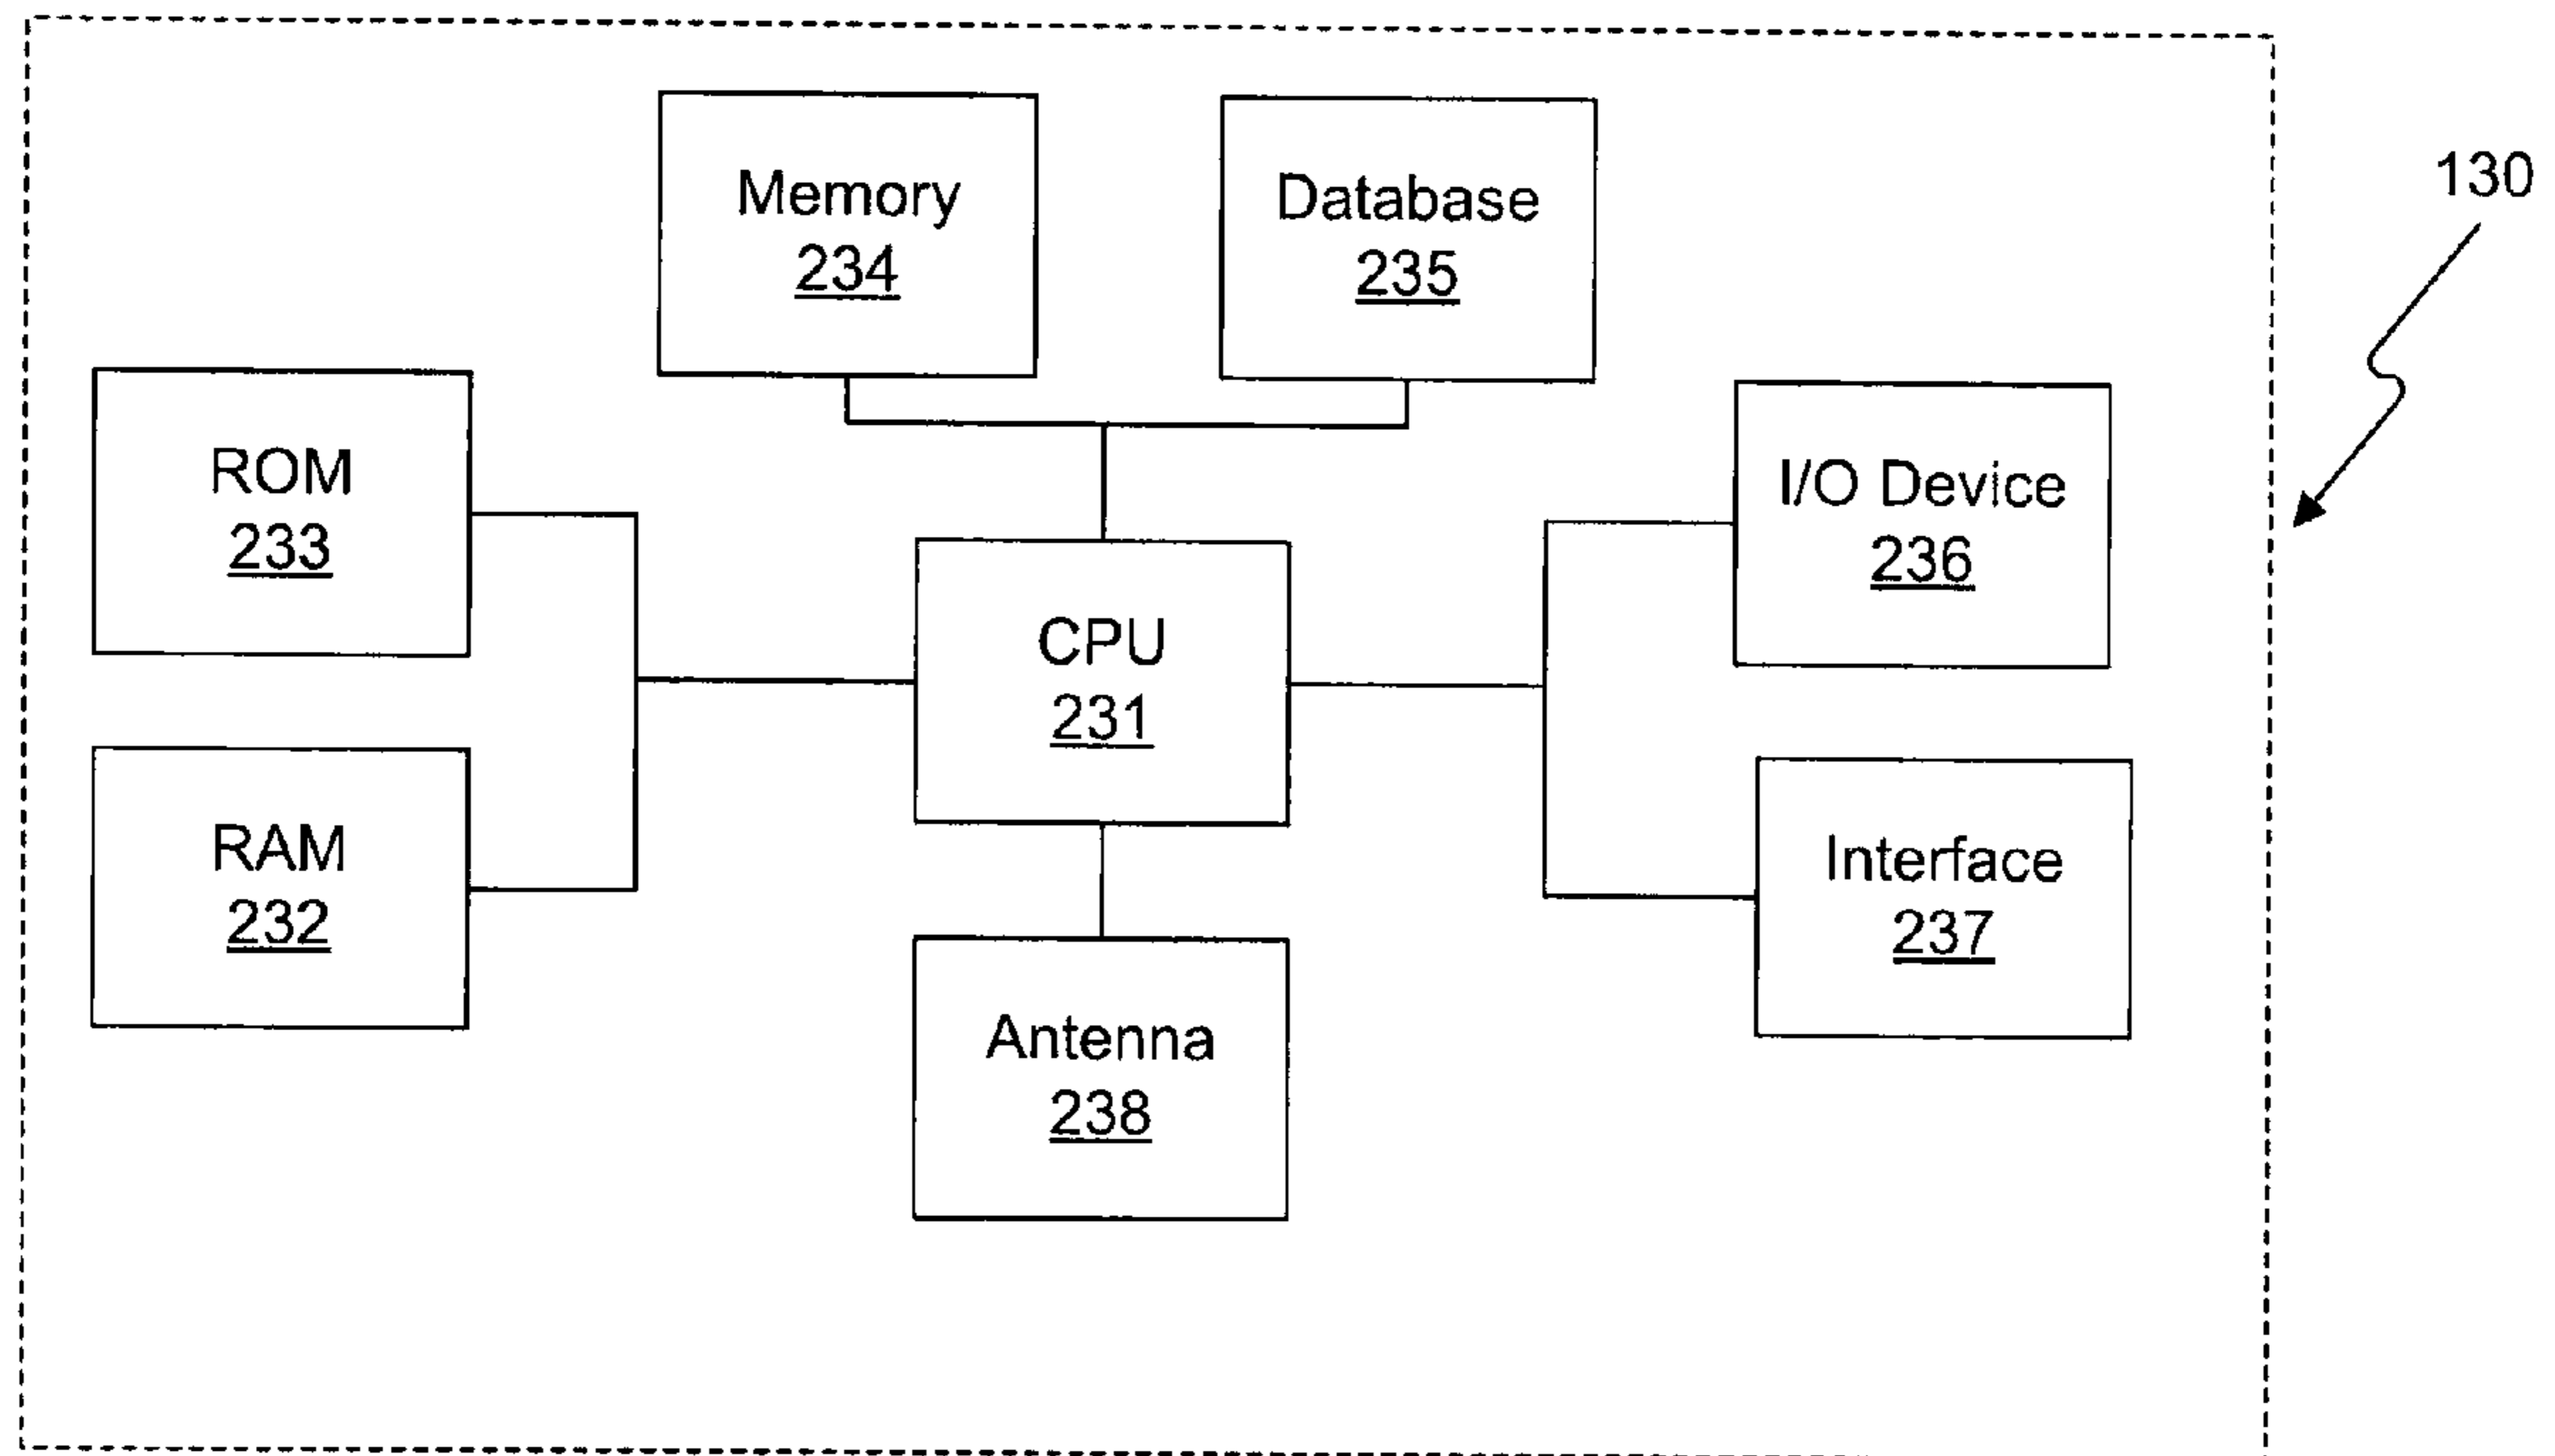 Memory
234
Database
235
130
ROM
233
I/O Device
236
CPU
231
RAM
232
Interface
237
Antenna
238